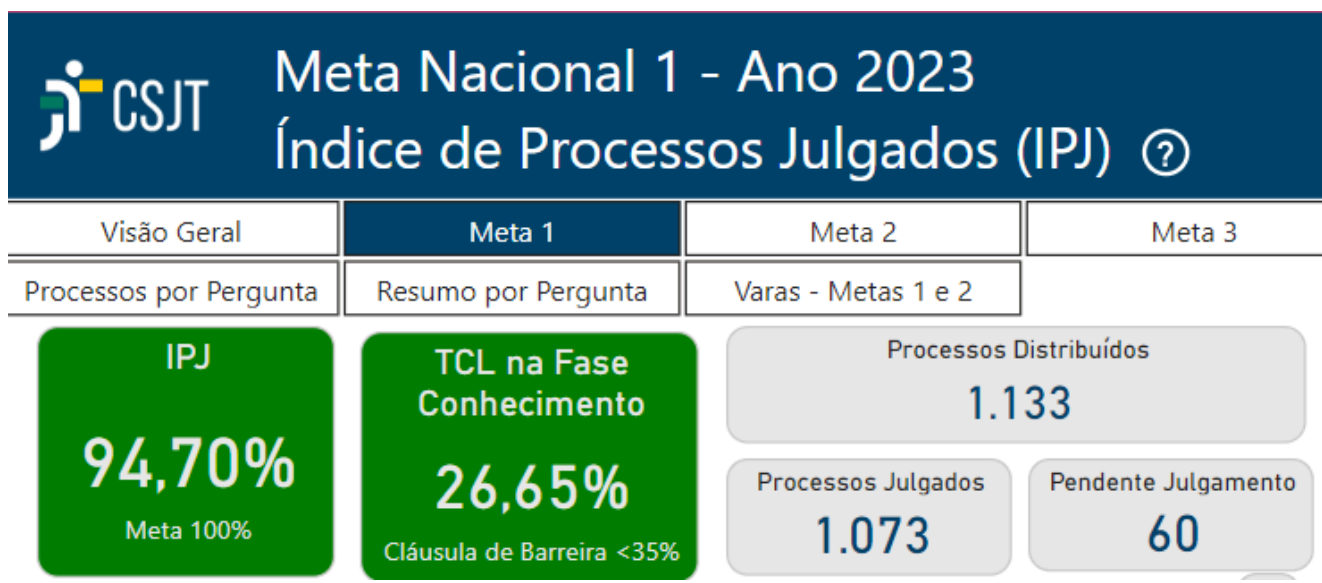 CSJT
Meta Nacional 1 - Ano 2023
Índice de Processos Julgados (IPJ) ?
Visão Geral
Meta 1
Meta 2
Meta 3
Processos por Pergunta
Resumo por Pergunta
Varas - Metas 1 e 2
IPJ
94,70%
Meta 100%
TCL na Fase
Conhecimento
26,65%
Cláusula de Barreira <35%
Processos Distribuídos
1.133
Processos Julgados
1.073
Pendente Julgamento
60